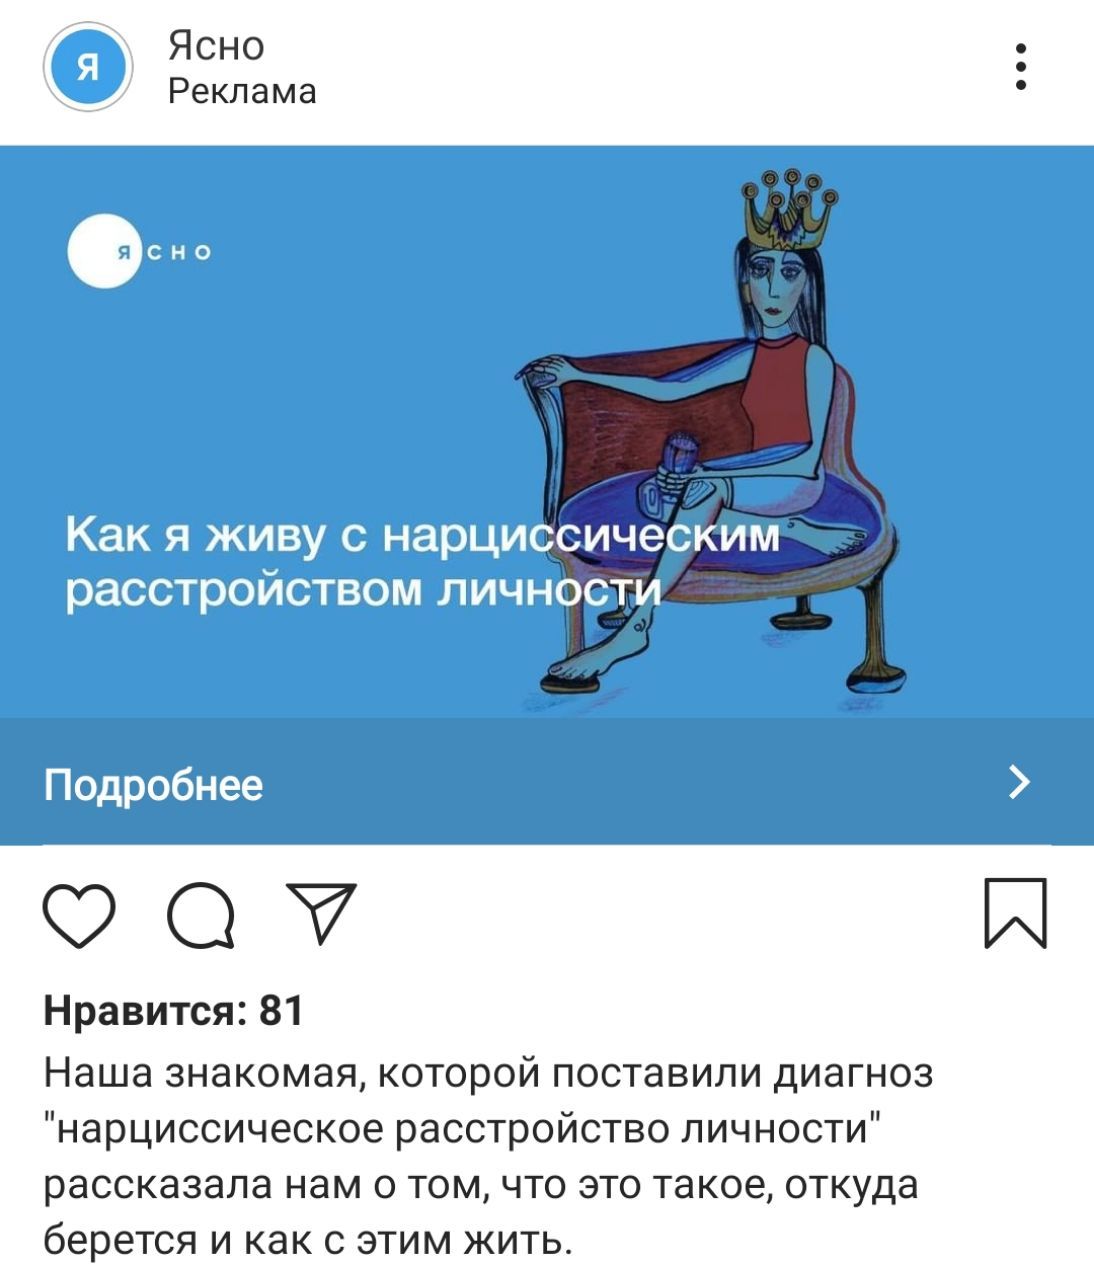 Я
Ясно
Реклама
ясно
Как я живу с нарциссическим
расстройством личности
Подробнее
Нравится: 81
Наша знакомая, которой поставили диагноз
"нарциссическое расстройство личности"
рассказала нам о том, что это такое, откуда
берется и как с этим жить.